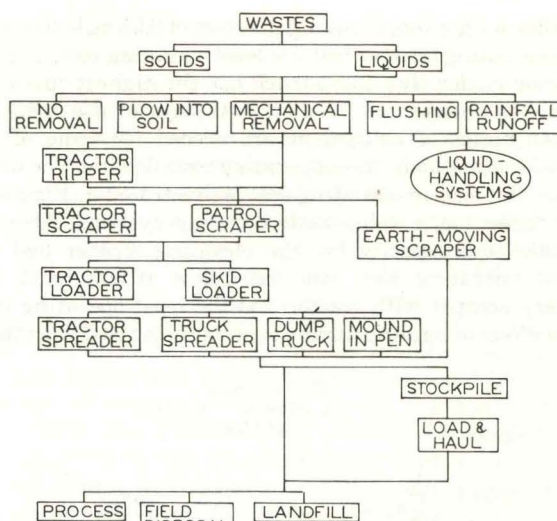 WASTES
SOLIDS
LIQUIDS
NO
REMOVAL
PLOW INTO
SOIL
MECHANICAL
REMOVAL
FLUSHING
RAINFALL
RUNOFF
TRACTOR
RIPPER
LIQUID-
HANDLING
SYSTEMS
TRACTOR
SCRAPER
PATROL
SCRAPER
EARTH-MOVING
SCRAPER
TRACTOR
LOADER
SKID
LOADER
TRACTOR
SPREADER
TRUCK
SPREADER
DUMP
TRUCK
MOUND
IN PEN
STOCKPILE
LOAD &
HAUL
PROCESS
FIELD
LANDFILL